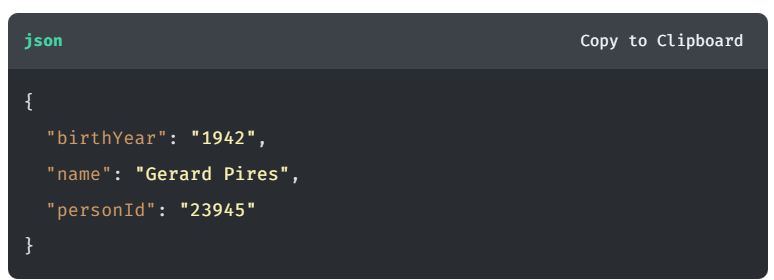 json
Copy to Clipboard
{
"birthYear": "1942",
"name": "Gerard Pires",
"personId": "23945"
}